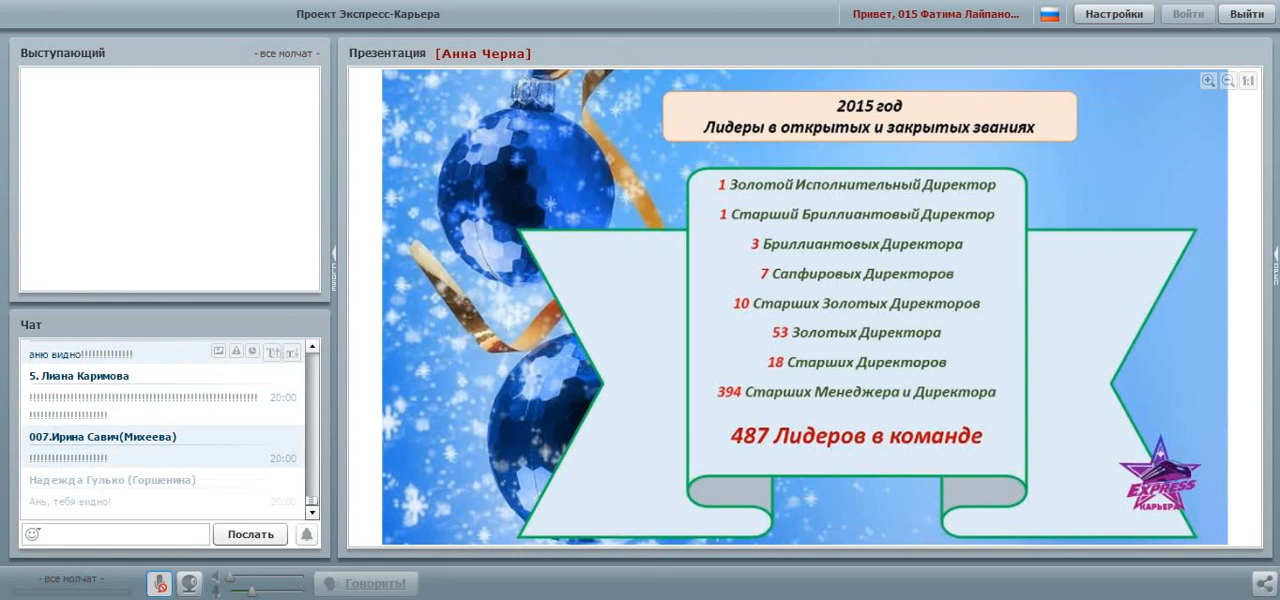 Проект Экспресс-Карьера
Привет, 015 Фатима Лайпано...
Настройки
Войти
Выйти
Выступающий
- все молчат -
Презентация [Анна Черна]
1:1
2015 год
Лидеры в открытых и закрытых званиях
1 Золотой Исполнительный Директор
1 Старший Бриллиантовый Директор
3 Бриллиантовых Директора
7 Сапфировых Директоров
10 Старших Золотых Директоров
53 Золотых Директора
18 Старших Директоров
394 Старших Менеджера и Директора
487 Лидеров в команде
EXPRESS
КАРЬЕРА
Чат
аню видно!!!!!!!!!!!!!!
5. Лиана Каримова
!!!!!!!!!!!!!!!!!!!!!!!!!!!!!!!!!!!!!!!!!!!!!!!!!!!!!!!!!!!!! 20:00
!!!!!!!!!!!!!!!!!!!!!
007.Ирина Савич(Михеева)
!!!!!!!!!!!!!!!!!!!!! 20:00
Надежда Гулько (Горшенина)
Ань, тебя видно! 20:00
Послать
- все молчат -
Говорить!